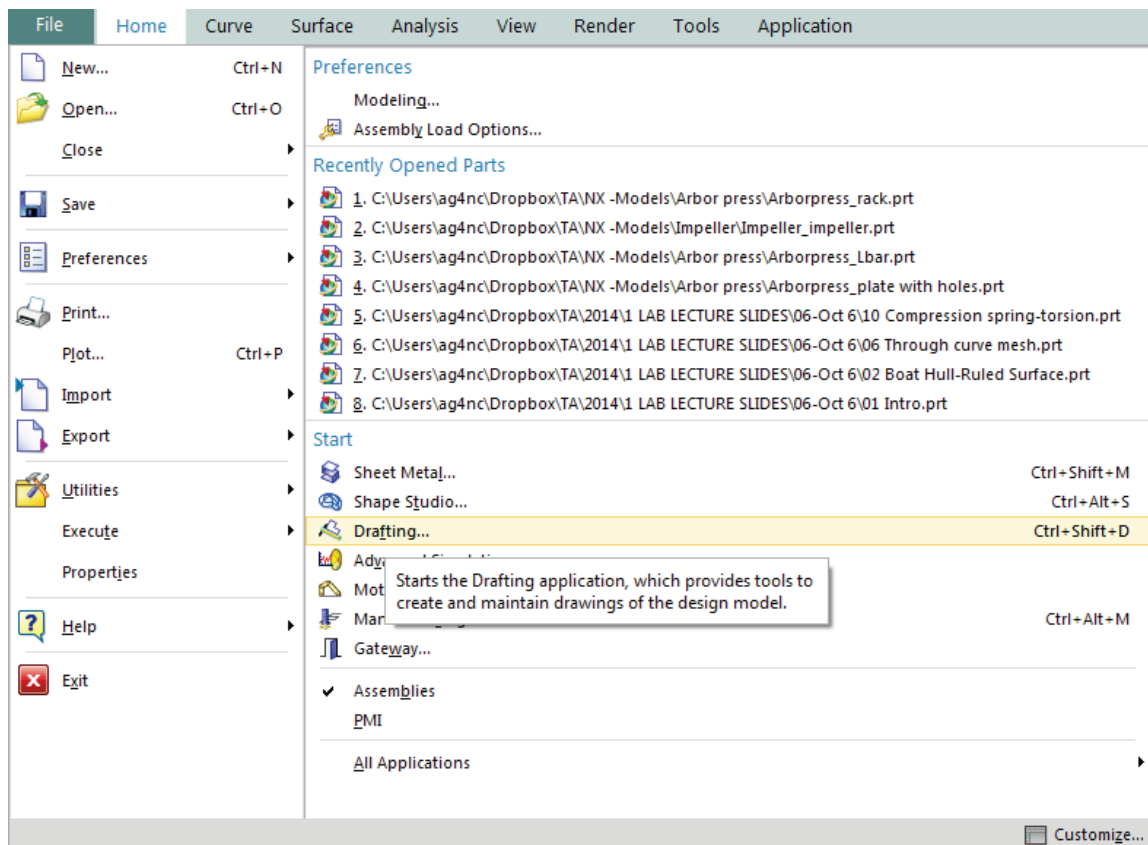 File Home Curve Surface Analysis View Render Tools Application
New... Ctrl+N
Open... Ctrl+O
Close
Save
Preferences
Print...
Plot... Ctrl+P
Import
Export
Utilities
Execute
Properties
Help
Exit
Preferences
Modeling...
Assembly Load Options...
Recently Opened Parts
1. C:\Users\ag4nc\Dropbox\TA\NX -Models\Arbor press\Arborpress_rack.prt
2. C:\Users\ag4nc\Dropbox\TA\NX -Models\Impeller\Impeller_impeller.prt
3. C:\Users\ag4nc\Dropbox\TA\NX -Models\Arbor press\Arborpress_Lbar.prt
4. C:\Users\ag4nc\Dropbox\TA\NX -Models\Arbor press\Arborpress_plate with holes.prt
5. C:\Users\ag4nc\Dropbox\TA\2014\1 LAB LECTURE SLIDES\06-Oct 6\10 Compression spring-torsion.prt
6. C:\Users\ag4nc\Dropbox\TA\2014\1 LAB LECTURE SLIDES\06-Oct 6\06 Through curve mesh.prt
7. C:\Users\ag4nc\Dropbox\TA\2014\1 LAB LECTURE SLIDES\06-Oct 6\02 Boat Hull-Ruled Surface.prt
8. C:\Users\ag4nc\Dropbox\TA\2014\1 LAB LECTURE SLIDES\06-Oct 6\01 Intro.prt
Start
Sheet Metal... Ctrl+Shift+M
Shape Studio... Ctrl+Alt+S
Drafting... Ctrl+Shift+D
Starts the Drafting application, which provides tools to
create and maintain drawings of the design model.
Ctrl+Alt+M
Gateway...
Assemblies
PMI
All Applications
Customize...